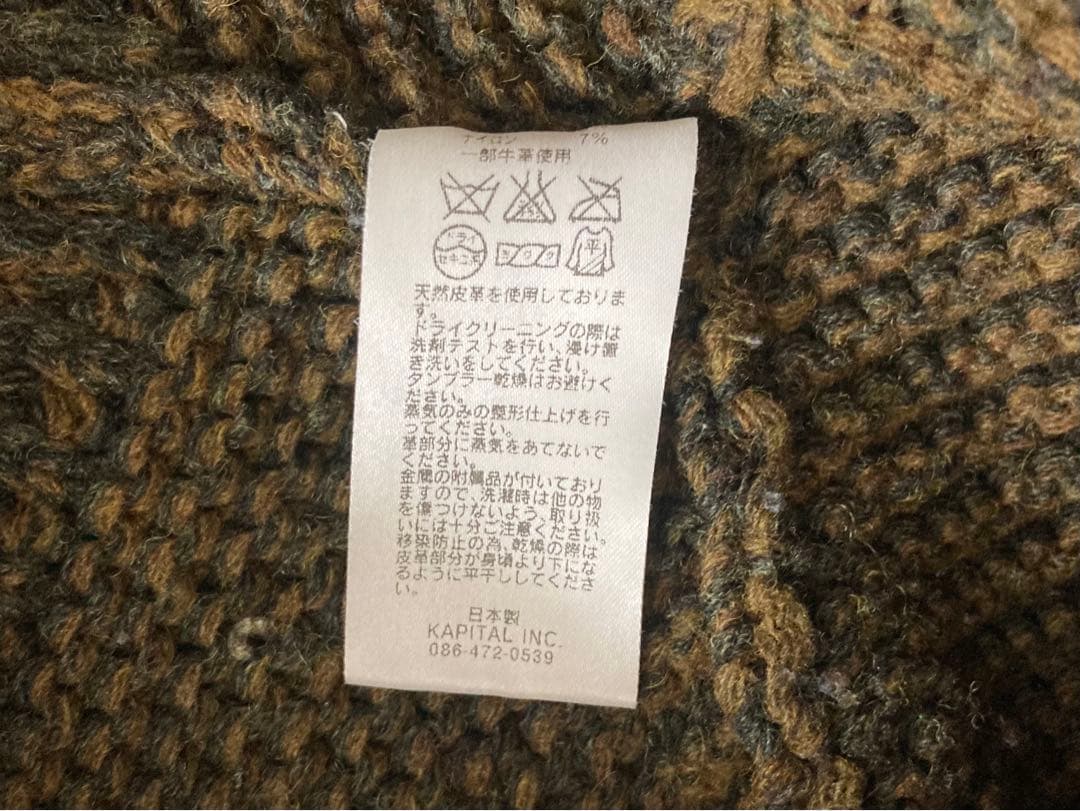 ナイロン 7%
一部牛革使用
ドライ
セキユ系
シワク
平
天然皮革を使用しておりま
す。
ドライクリーニングの際は
洗剤テストを行い、浸け置
き洗いをしてください。
タンブラー乾燥はお避けく
ださい。
蒸気のみの整形仕上げを行
ってください。
革部分に蒸気をあてないで
ください。
金属の附属品が付いており
ますので、洗濯時は他の物
を傷つけないよう、取り扱
いには十分ご注意ください。
移染防止の為、乾燥の際は
皮革部分が身頃より下にな
るように平干ししてくださ
い。
日本製
KAPITAL INC.
086-472-0539